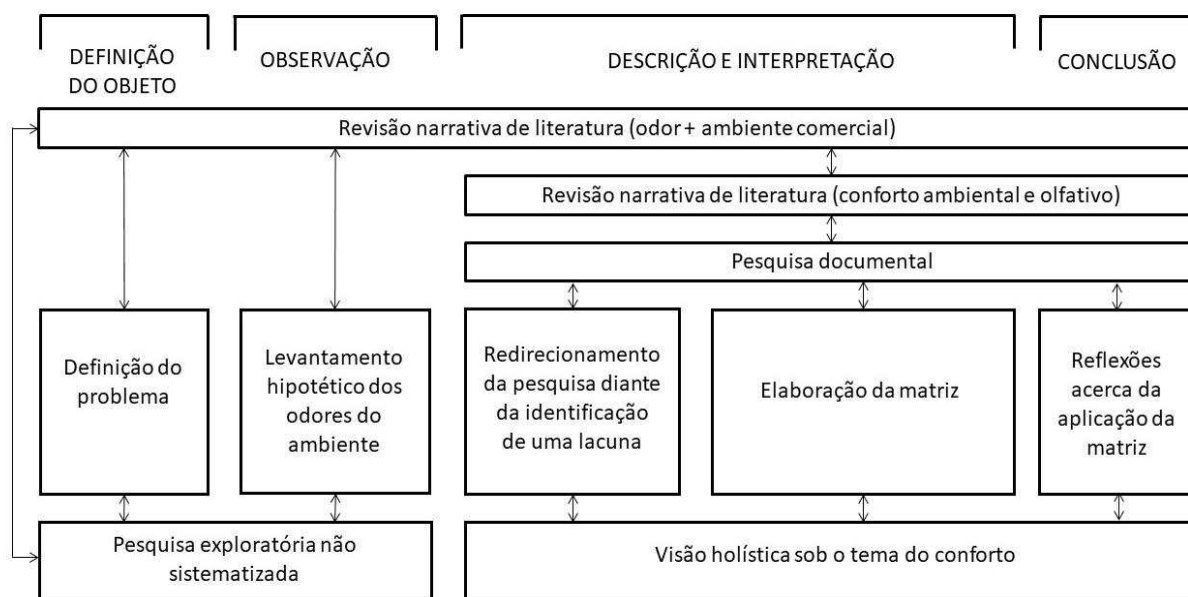 DEFINIÇÃO
DO OBJETO
OBSERVAÇÃO
DESCRIÇÃO E INTERPRETAÇÃO
CONCLUSÃO
Revisão narrativa de literatura (odor + ambiente comercial)
Revisão narrativa de literatura (conforto ambiental e olfativo)
Pesquisa documental
Definição do
problema
Levantamento
hipotético dos
odores do
ambiente
Redirecionamento
da pesquisa diante
da identificação
de uma lacuna
Elaboração da matriz
Reflexões
acerca da
aplicação da
matriz
Pesquisa exploratória não
sistematizada
Visão holística sob o tema do conforto